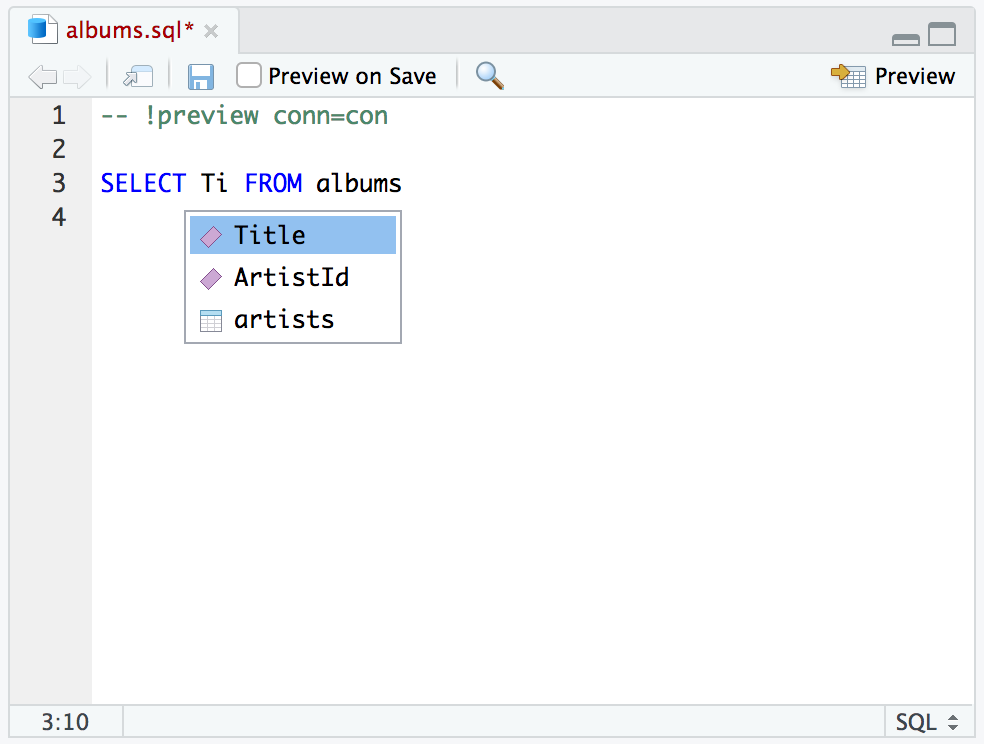 albums.sql*
Preview on Save
Preview
1 -- !preview conn=con
2
3 SELECT Ti FROM albums
4
Title
ArtistId
artists
3:10
SQL